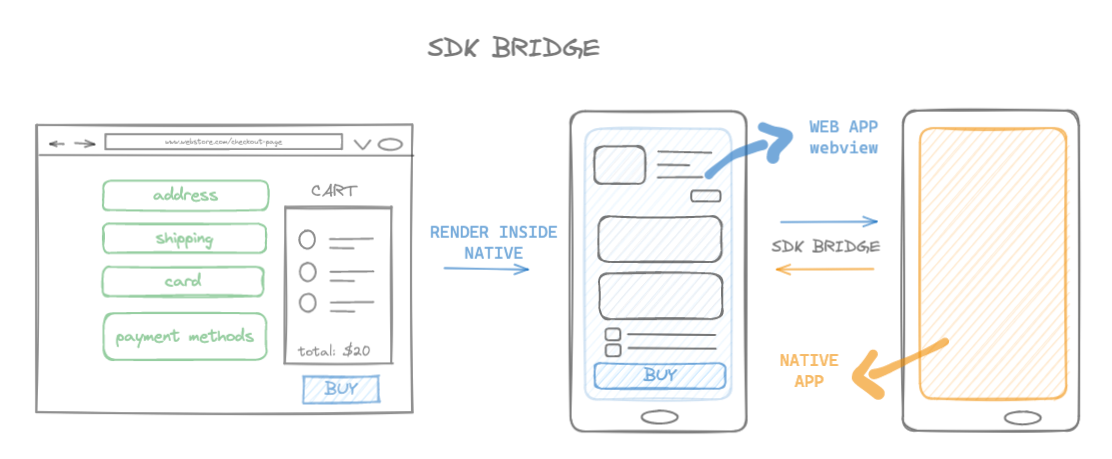 SDK BRIDGE
www.webstore.com/checkout-page
address
shipping
card
payment methods
CART
total: $20
BUY
RENDER INSIDE
NATIVE
BUY
WEB APP
webview
SDK BRIDGE
NATIVE
APP